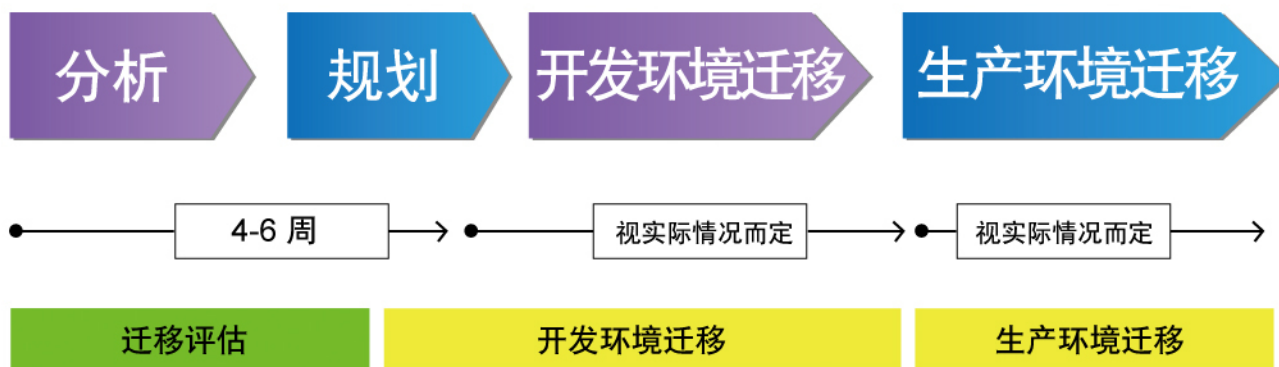 分析
规划
开发环境迁移
生产环境迁移
4-6 周
视实际情况而定
视实际情况而定
迁移评估
开发环境迁移
生产环境迁移